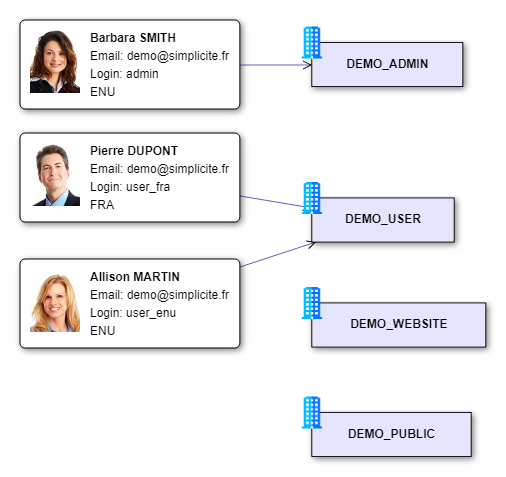 Barbara SMITH
Email: demo@simplicite.fr
Login: admin
ENU
DEMO_ADMIN
Pierre DUPONT
Email: demo@simplicite.fr
Login: user_fra
FRA
DEMO_USER
Allison MARTIN
Email: demo@simplicite.fr
Login: user_enu
ENU
DEMO_WEBSITE
DEMO_PUBLIC